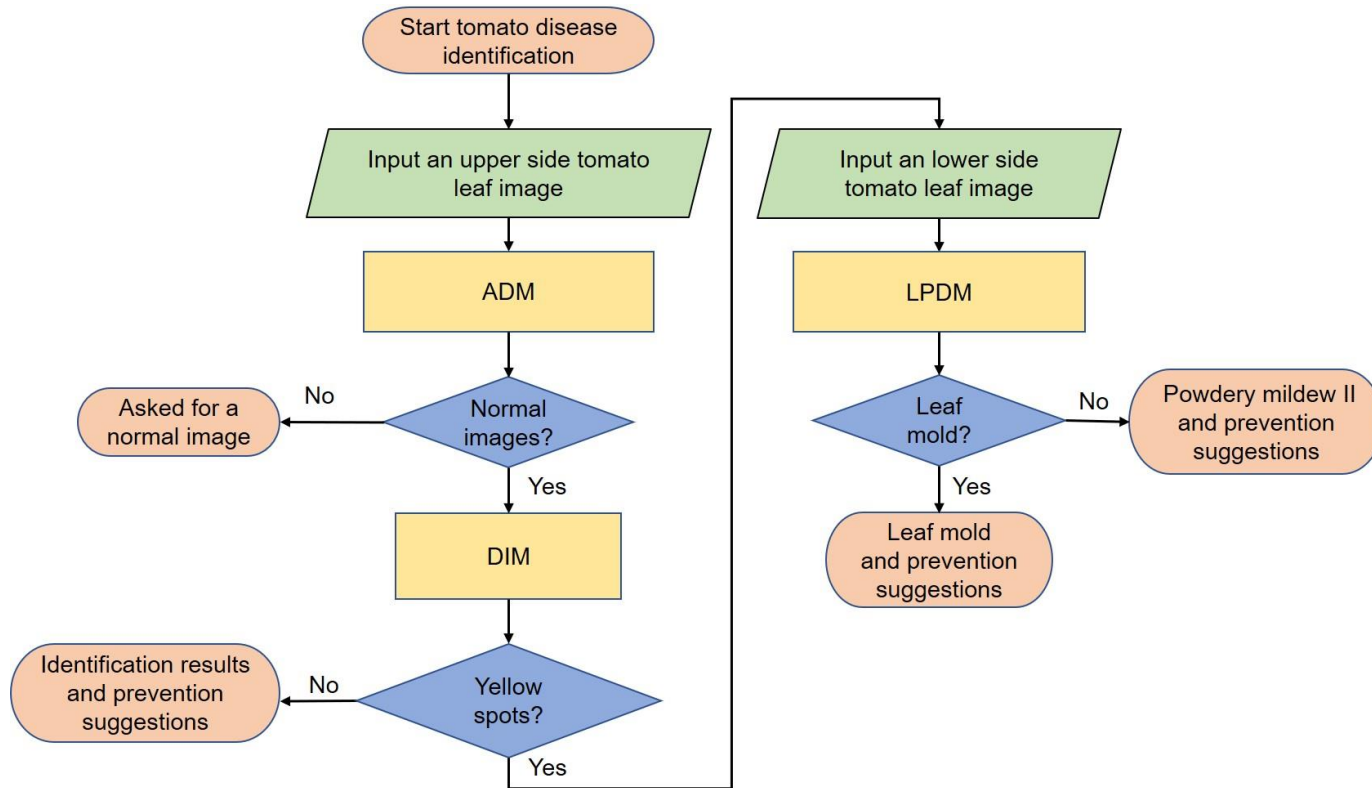 Start tomato disease
identification
Input an upper side tomato
leaf image
ADM
Normal
images?
No
Asked for a
normal image
Yes
DIM
Yellow
spots?
No
Identification results
and prevention
suggestions
Yes
Input an lower side
tomato leaf image
LPDM
Leaf
mold?
No
Powdery mildew II
and prevention
suggestions
Yes
Leaf mold
and prevention
suggestions